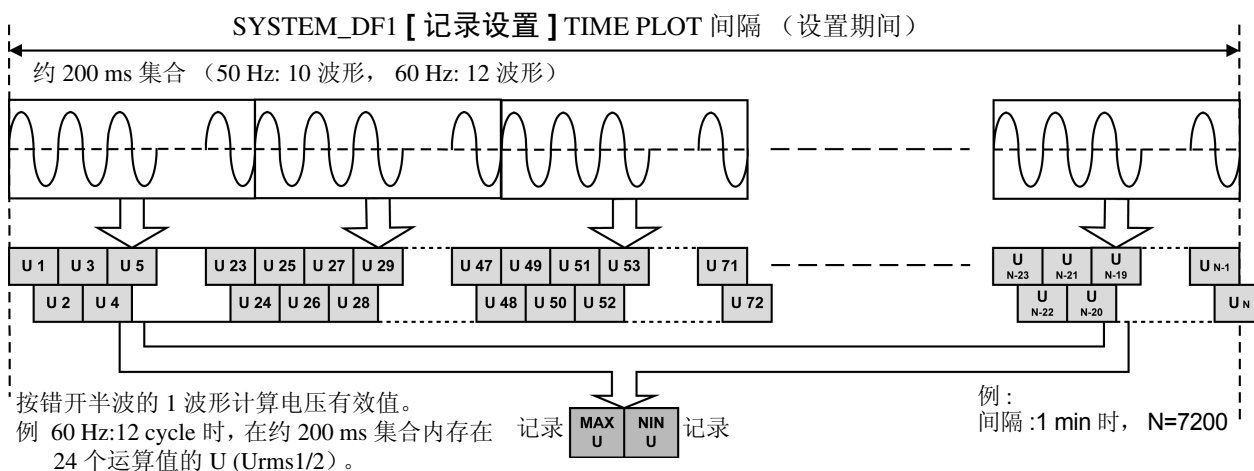 SYSTEM_DF1 [ 记录设置 ] TIME PLOT 间隔 （设置期间）
约 200 ms 集合 （50 Hz: 10 波形， 60 Hz: 12 波形）
U 1 U 3 U 5 U 23 U 25 U 27 U 29 U 47 U 49 U 51 U 53 U 71 U N-23 U N-21 U N-19 U N-1
U 2 U 4 U 24 U 26 U 28 U 48 U 50 U 52 U 72 U N-22 U N-20 U N
按错开半波的 1 波形计算电压有效值。
例 60 Hz:12 cycle 时，在约 200 ms 集合内存在
24 个运算值的 U (Urms1/2) 。
记录 MAX U NIN U 记录
例 :
间隔 :1 min 时， N=7200